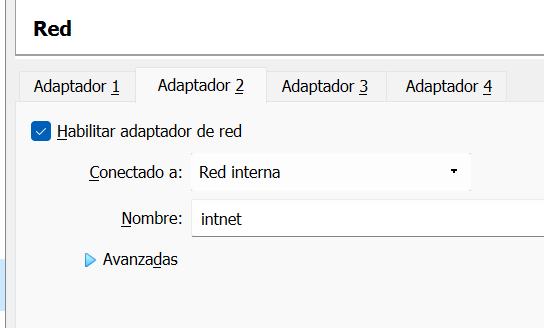 Red
Adaptador 1 Adaptador 2 Adaptador 3 Adaptador 4
Habilitar adaptador de red
Conectado a: Red interna
Nombre: intnet
Avanzadas